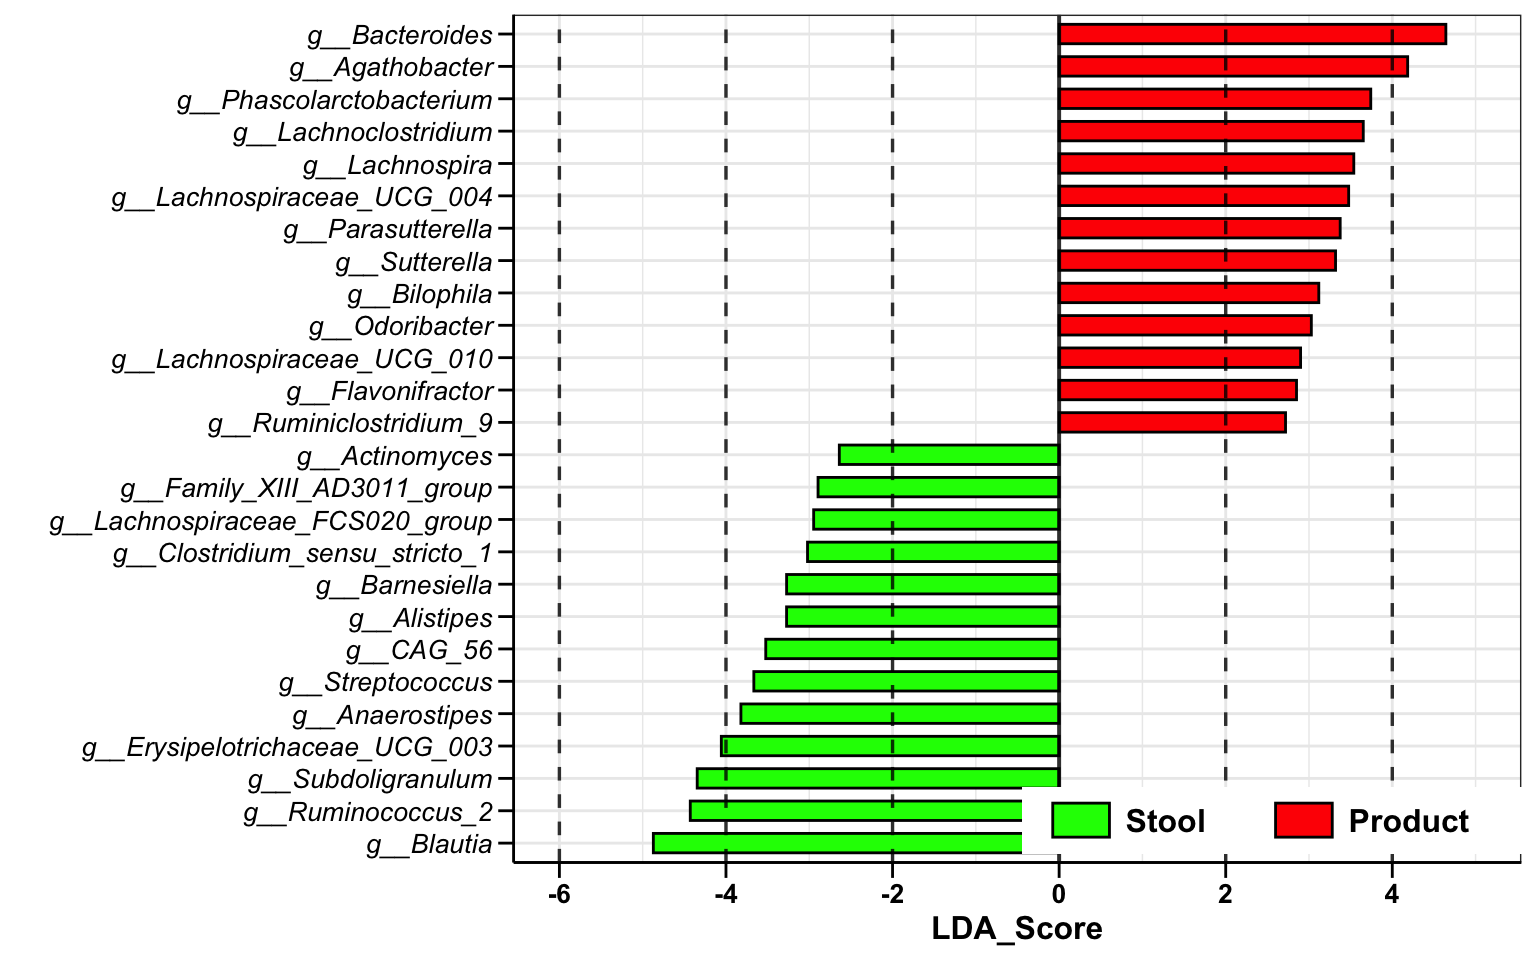 g__Bacteroides
g__Agathobacter
g__Phascolarctobacterium
g__Lachnoclostridium
g__Lachnospira
g__Lachnospiraceae_UCG_004
g__Parasutterella
g__Sutterella
g__Bilophila
g__Odoribacter
g__Lachnospiraceae_UCG_010
g__Flavonifractor
g__Ruminiclostridium_9
g__Actinomyces
g__Family_XIII_AD3011_group
g__Lachnospiraceae_FCS020_group
g__Clostridium_sensu_stricto_1
g__Barnesiella
g__Alistipes
g__CAG_56
g__Streptococcus
g__Anaerostipes
g__Erysipelotrichaceae_UCG_003
g__Subdoligranulum
g__Ruminococcus_2
g__Blautia
Stool Product
-6 -4 -2 0 2 4
LDA_Score